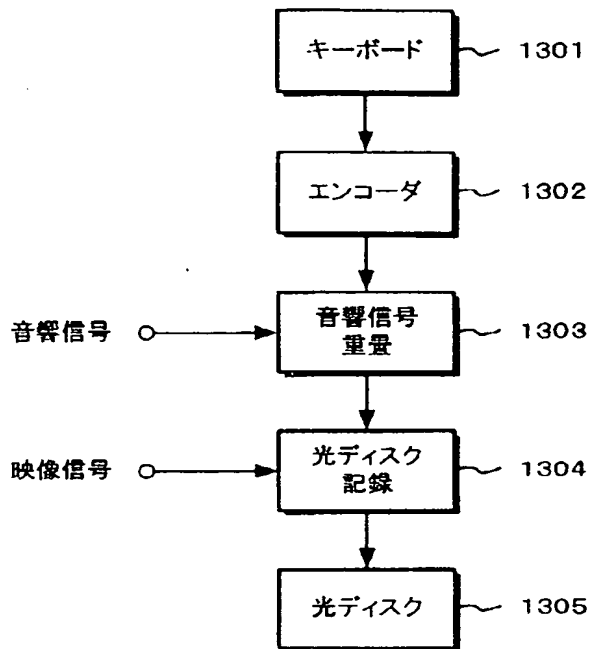 キーボード
1301
エンコーダ
1302
音響信号
音響信号
重畳
1303
映像信号
光ディスク
記録
1304
光ディスク
1305